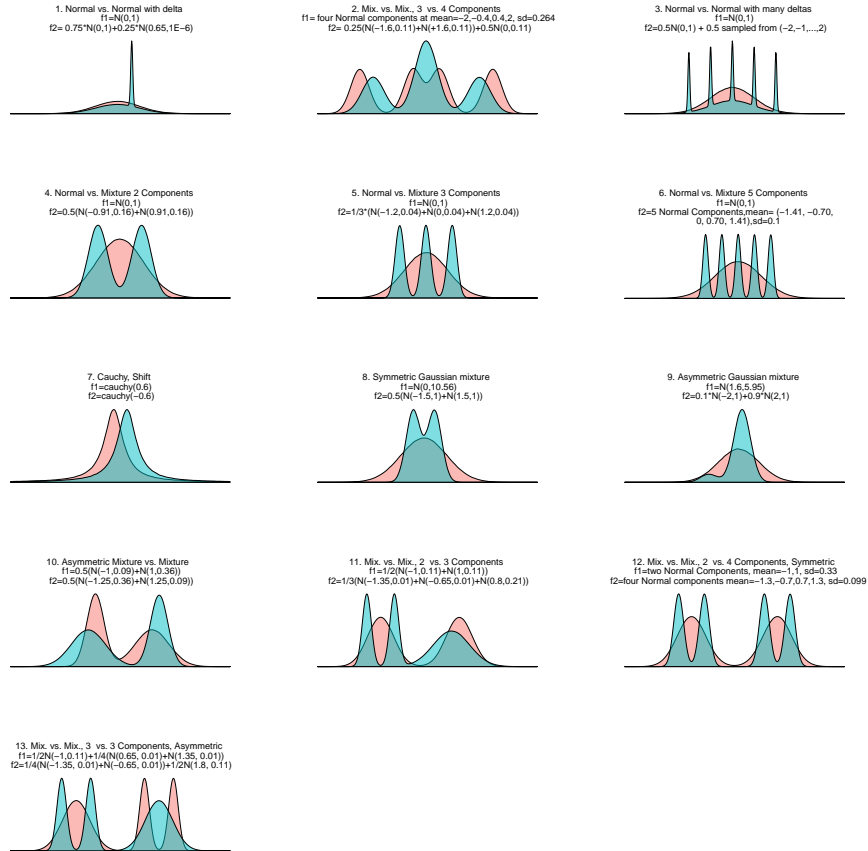 1. Normal vs. Normal with delta
f1=N(0,1)
f2= 0.75*N(0,1)+0.25*N(0.65,1E−6)
2. Mix. vs. Mix., 3 vs. 4 Components
f1= four Normal components at mean=−2,−0.4,0.4,2, sd=0.264
f2= 0.25(N(−1.6,0.11)+N(+1.6,0.11))+0.5N(0,0.11)
3. Normal vs. Normal with many deltas
f1=N(0,1)
f2=0.5N(0,1) + 0.5 sampled from (−2,−1,...,2)
4. Normal vs. Mixture 2 Components
f1=N(0,1)
f2=0.5(N(−0.91,0.16)+N(0.91,0.16))
5. Normal vs. Mixture 3 Components
f1=N(0,1)
f2=1/3*(N(−1.2,0.04)+N(0,0.04)+N(1.2,0.04))
6. Normal vs. Mixture 5 Components
f1=N(0,1)
f2=5 Normal Components,mean= (−1.41, −0.70,
0, 0.70, 1.41),sd=0.1
7. Cauchy, Shift
f1=cauchy(0.6)
f2=cauchy(−0.6)
8. Symmetric Gaussian mixture
f1=N(0,10.56)
f2=0.5(N(−1.5,1)+N(1.5,1))
9. Asymmetric Gaussian mixture
f1=N(1.6,5.95)
f2=0.1*N(−2,1)+0.9*N(2,1)
10. Asymmetric Mixture vs. Mixture
f1=0.5(N(−1,0.09)+N(1,0.36))
f2=0.5(N(−1.25,0.36)+N(1.25,0.09))
11. Mix. vs. Mix., 2 vs. 3 Components
f1=1/2(N(−1,0.11)+N(1,0.11))
f2=1/3(N(−1.35,0.01)+N(−0.65,0.01)+N(0.8,0.21))
12. Mix. vs. Mix., 2 vs. 4 Components, Symmetric
f1=two Normal Components, mean=−1,1, sd=0.33
f2=four Normal components mean=−1.3,−0.7,0.7,1.3, sd=0.099
13. Mix. vs. Mix., 3 vs. 3 Components, Asymmetric
f1=1/2N(−1,0.11)+1/4(N(0.65, 0.01)+N(1.35, 0.01))
f2=1/4(N(−1.35, 0.01)+N(−0.65, 0.01))+1/2N(1.8, 0.11)